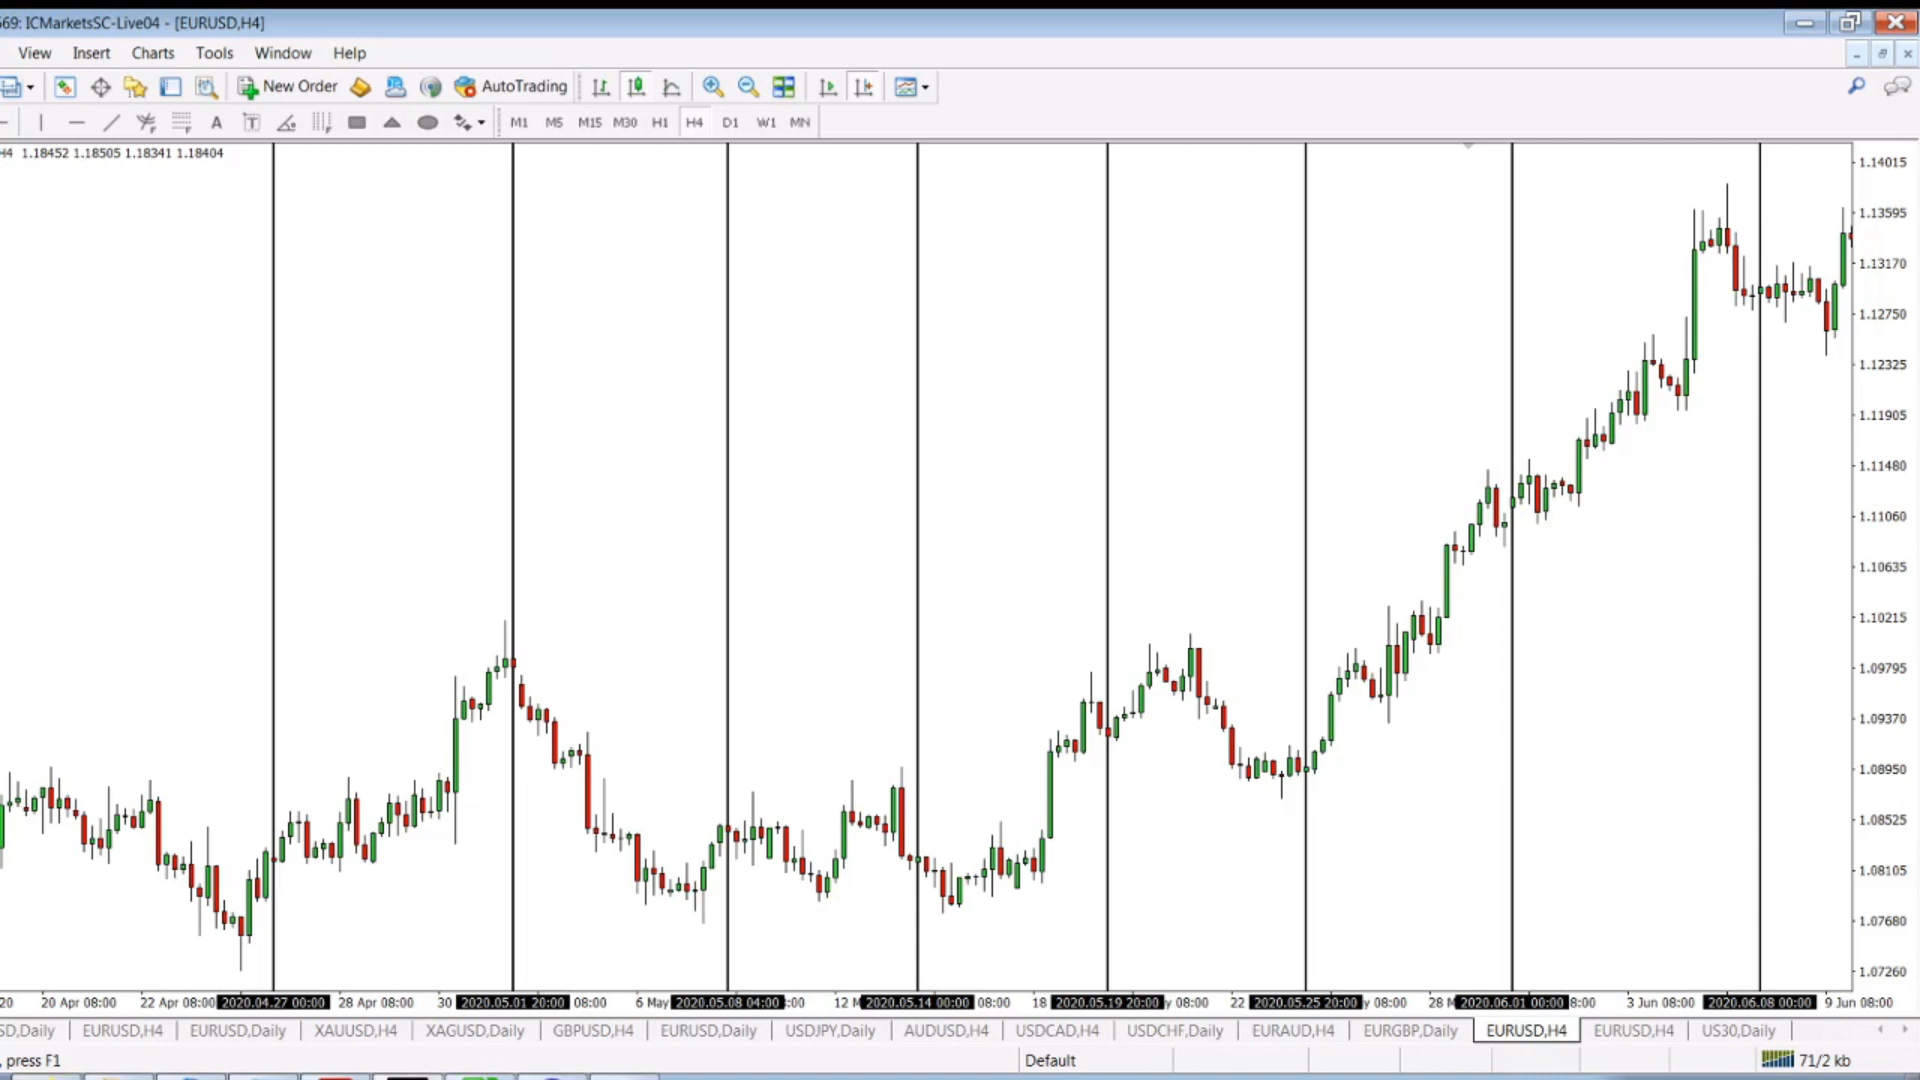 569: ICMarketsSC-Live04 - [EURUSD,H4]
View Insert Charts Tools Window Help
New Order AutoTrading
A T M1 M5 M15 M30 H1 H4 D1 W1 MN
H4 1.18452 1.18505 1.18341 1.18404
1.14015
1.13595
1.13170
1.12750
1.12325
1.11905
1.11480
1.11060
1.10635
1.10215
1.09795
1.09370
1.08950
1.08525
1.08105
1.07680
1.07260
20 20 Apr 08:00 22 Apr 08:00 2020.04.27 00:00 28 Apr 08:00 30 2020.05.01 20:00 08:00 6 May 2020.05.08 04:00 :00 12 M 2020.05.14 00:00 08:00 18 2020.05.19 20:00 y 08:00 22 2020.05.25 20:00 y 08:00 28 M 2020.06.01 00:00 8:00 3 Jun 08:00 2020.06.08 00:00 9 Jun 08:00
SD,Daily EURUSD,H4 EURUSD,Daily XAUUSD,H4 XAGUSD,Daily GBPUSD,H4 EURUSD,Daily USDJPY,Daily AUDUSD,H4 USDCAD,H4 USDCHF,Daily EURAUD,H4 EURGBP,Daily EURUSD,H4 EURUSD,H4 US30,Daily
, press F1 Default 71/2 kb